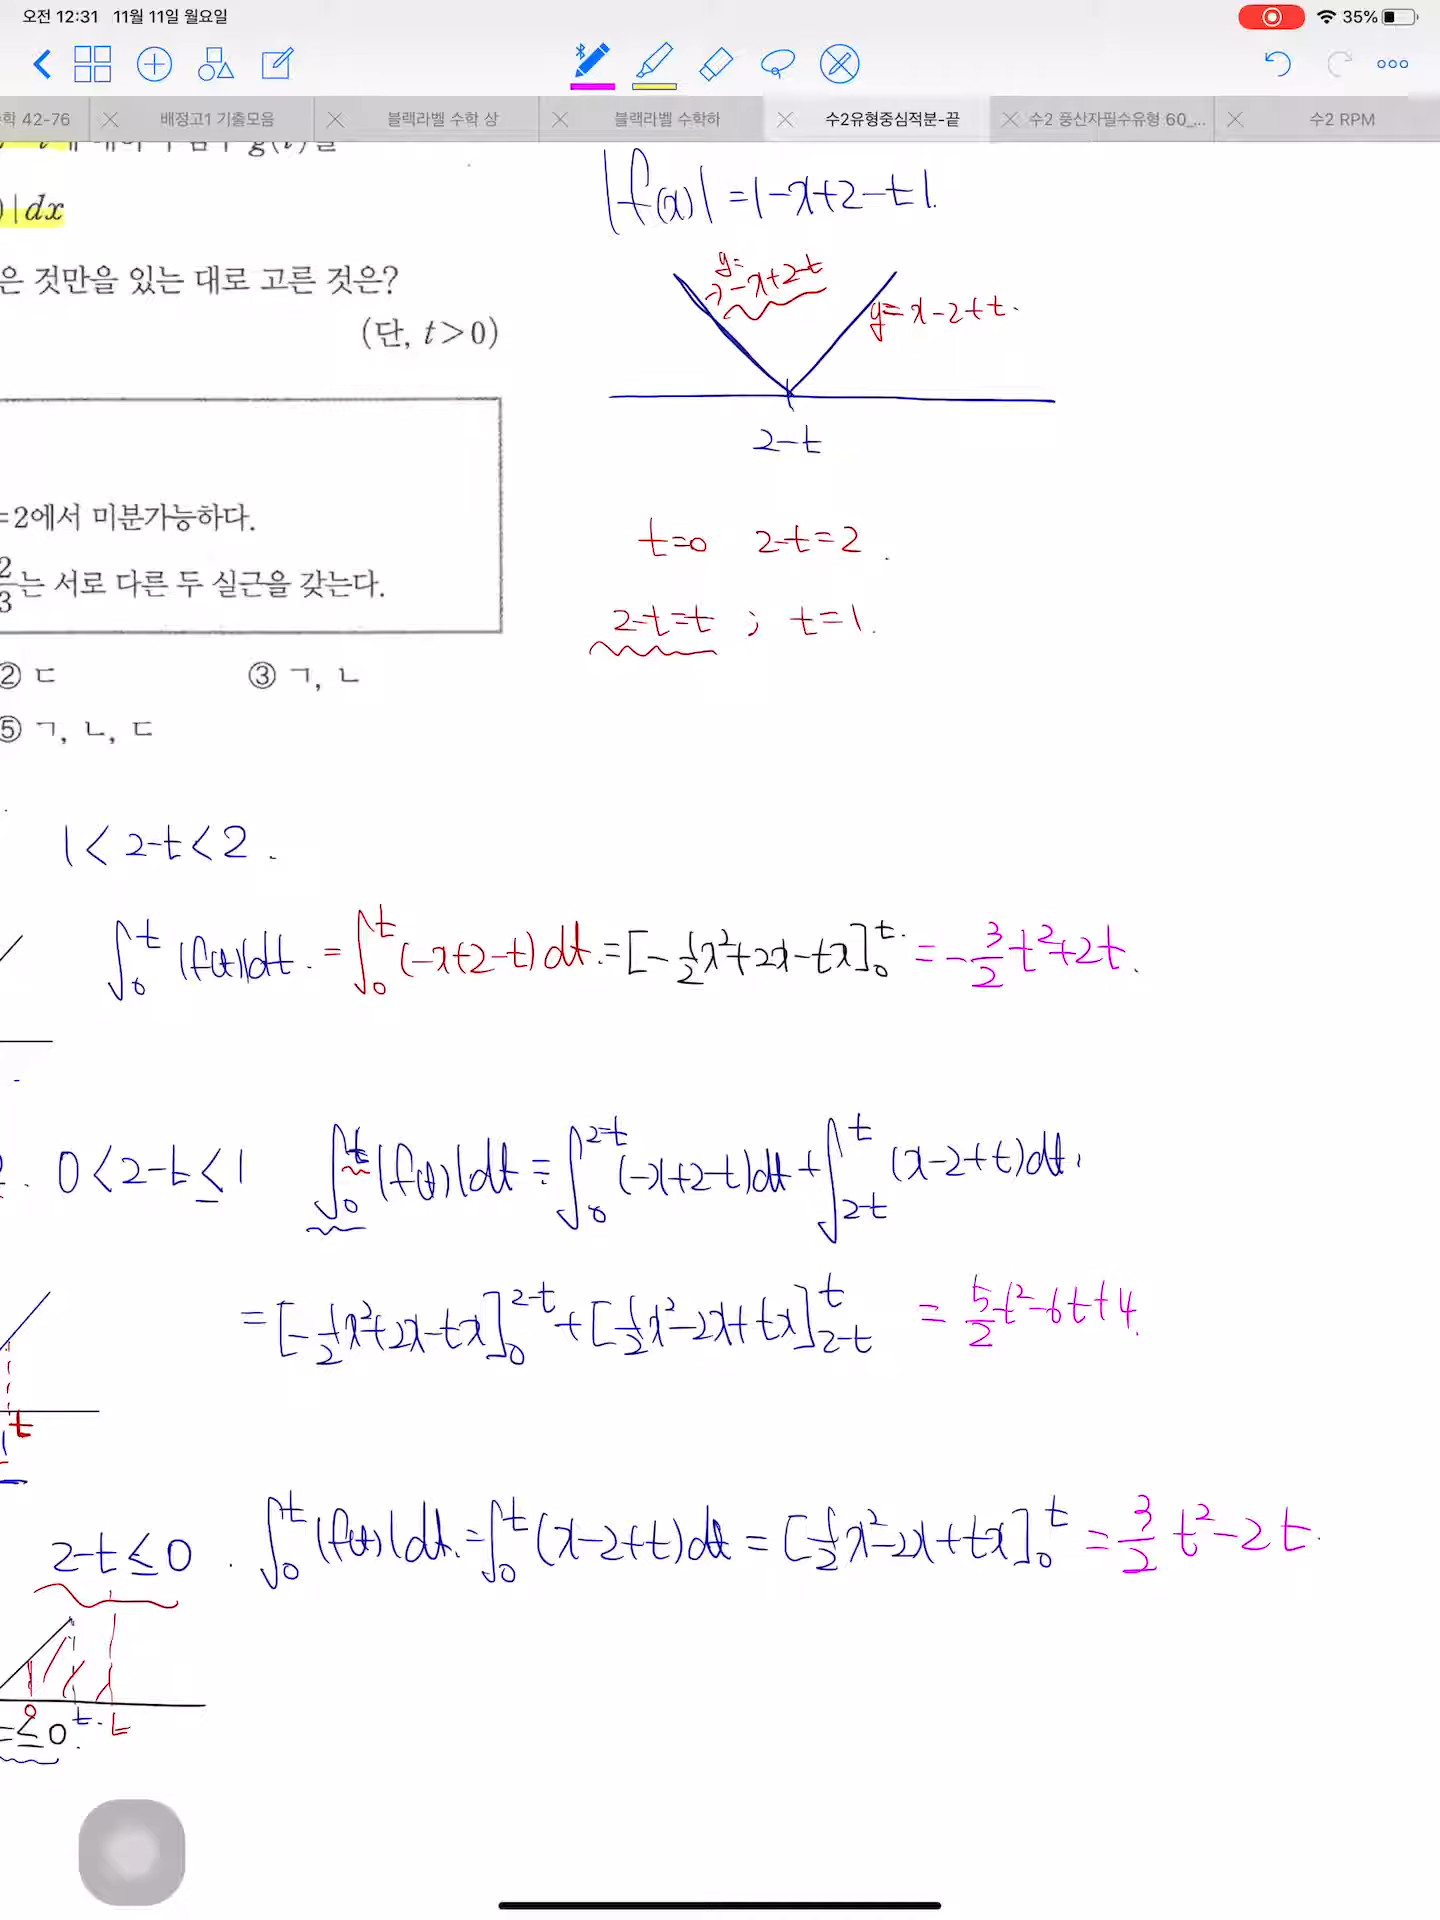 오전 12:31 11월 11일 월요일
35%
학 42-76
배정고1 기출모음
블랙라벨 수학 상
블랙라벨 수학하
수2유형중심적분-끝
수2 풍산자필수유형 60_...
수2 RPM
)|dx
은 것만을 있는 대로 고른 것은?
(단, t>0)
=2에서 미분가능하다.
2/3는 서로 다른 두 실근을 갖는다.
② ㄷ ③ ㄱ, ㄴ
⑤ ㄱ, ㄴ, ㄷ
|f(x)| = |-x+2-t|.
y=-x+2-t
y=x-2+t.
2-t
t=0 2-t=2
2-t=t ; t=1.
1<2-t<2.
∫₀ᵗ |f(t)|dt. = ∫₀ᵗ (-x+2-t)dt. = [-1/2x²+2x-tx]₀ᵗ = -3/2t²+2t.
0<2-t≤1 ∫₀ᵗ |f(t)|dt = ∫₀²⁻ᵗ (-x+2-t)dt + ∫₂₋ₜᵗ (x-2+t)dt.
= [-1/2x²+2x-tx]₀²⁻ᵗ + [1/2x²-2x+tx]₂₋ₜᵗ = 5/2t²-6t+4.
t
2-t≤0. ∫₀ᵗ |f(t)|dt. = ∫₀ᵗ (x-2+t)dt = [1/2x²-2x+tx]₀ᵗ = 3/2t²-2t.
0 t. t
≤0.